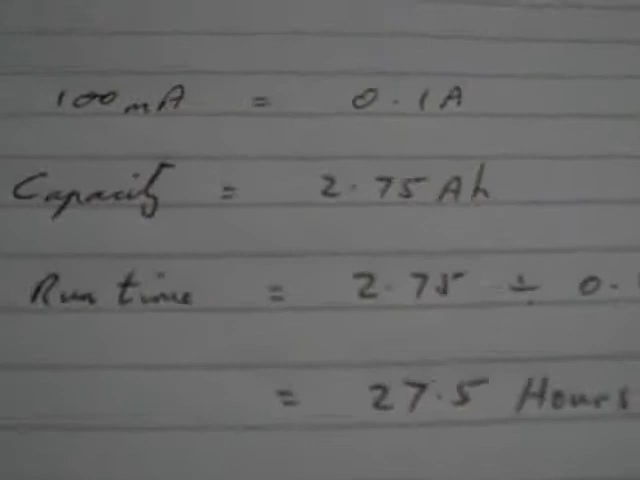 100mA = 0.1A
Capacity = 2.75 Ah
Run time = 2.75 ÷ 0.
= 27.5 Hours